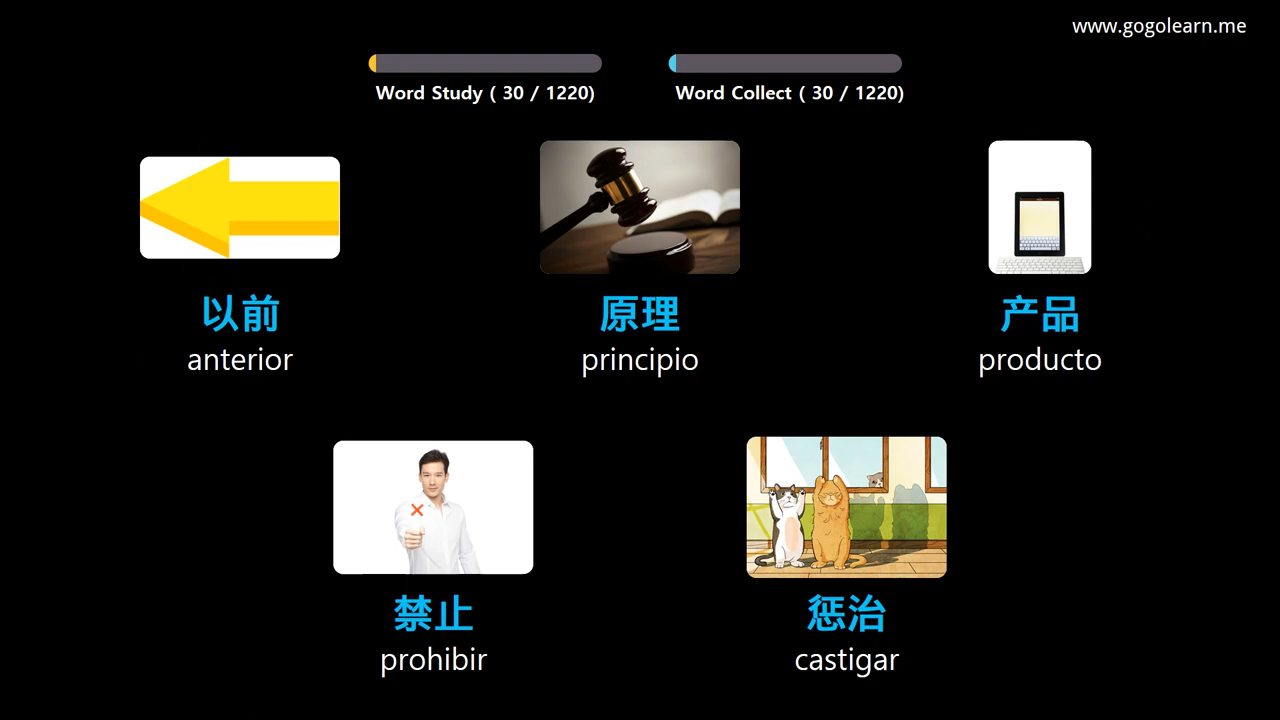 www.gogolearn.me
Word Study ( 30 / 1220)
Word Collect ( 30 / 1220)
以前
anterior
原理
principio
产品
producto
禁止
prohibir
惩治
castigar